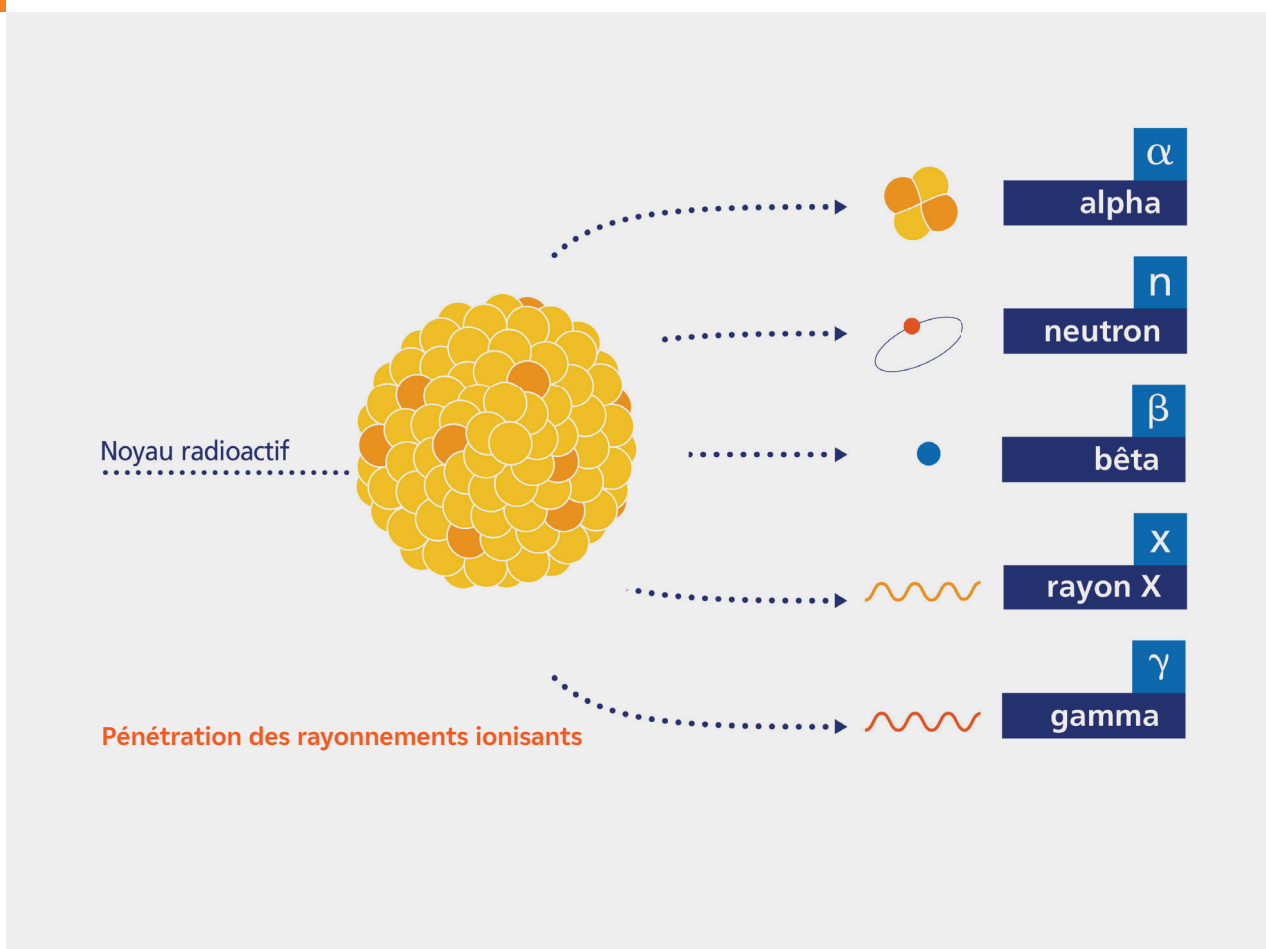 α
alpha
n
neutron
β
bêta
Noyau radioactif
x
rayon X
γ
gamma
Pénétration des rayonnements ionisants